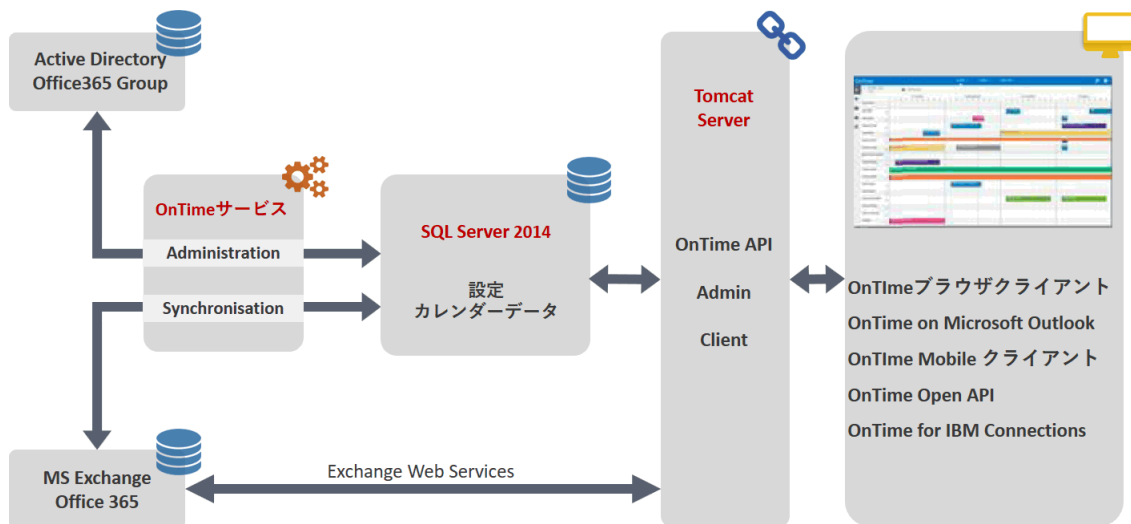 Active Directory
Office365 Group
OnTimeサービス
Administration
Synchronisation
MS Exchange
Office 365
SQL Server 2014
設定
カレンダーデータ
Exchange Web Services
Tomcat
Server
OnTime API
Admin
Client
OnTime
OnTImeブラウザクライアント
OnTime on Microsoft Outlook
OnTIme Mobile クライアント
OnTime Open API
OnTime for IBM Connections